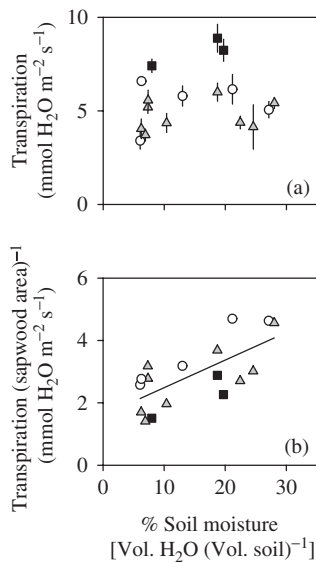 Transpiration
(mmol H₂O m⁻² s⁻¹)
10
5
0
(a)
Transpiration (sapwood area)⁻¹
(mmol H₂O m⁻² s⁻¹)
6
4
2
0
(b)
0 10 20 30
% Soil moisture
[Vol. H₂O (Vol. soil)⁻¹]